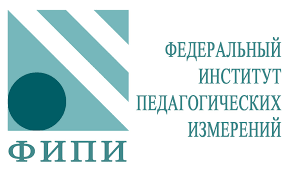 ФЕДЕРАЛЬНЫЙ
ИНСТИТУТ
ПЕДАГОГИЧЕСКИХ
ИЗМЕРЕНИЙ
ФИПИ